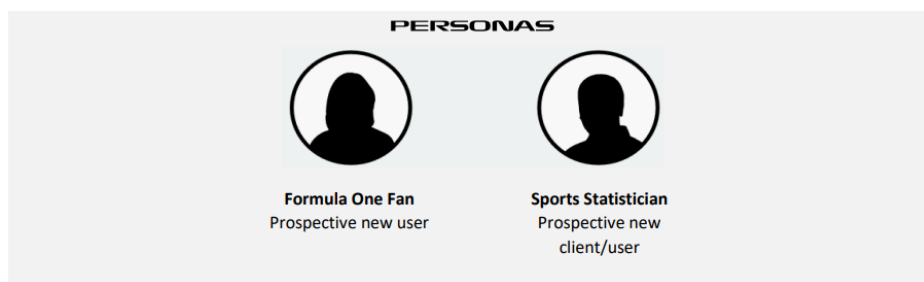 PERSONAS
Formula One Fan
Prospective new user
Sports Statistician
Prospective new
client/user